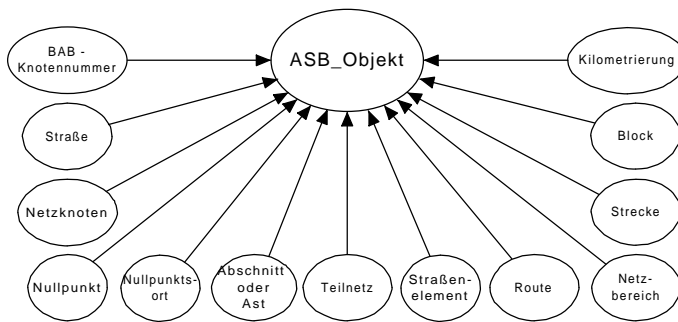 BAB -
Knotennummer
ASB_Objekt
Kilometrierung
Straße
Block
Netzknoten
Strecke
Nullpunkt
Nullpunkts-
ort
Abschnitt
oder
Ast
Teilnetz
Straßen-
element
Route
Netz-
bereich